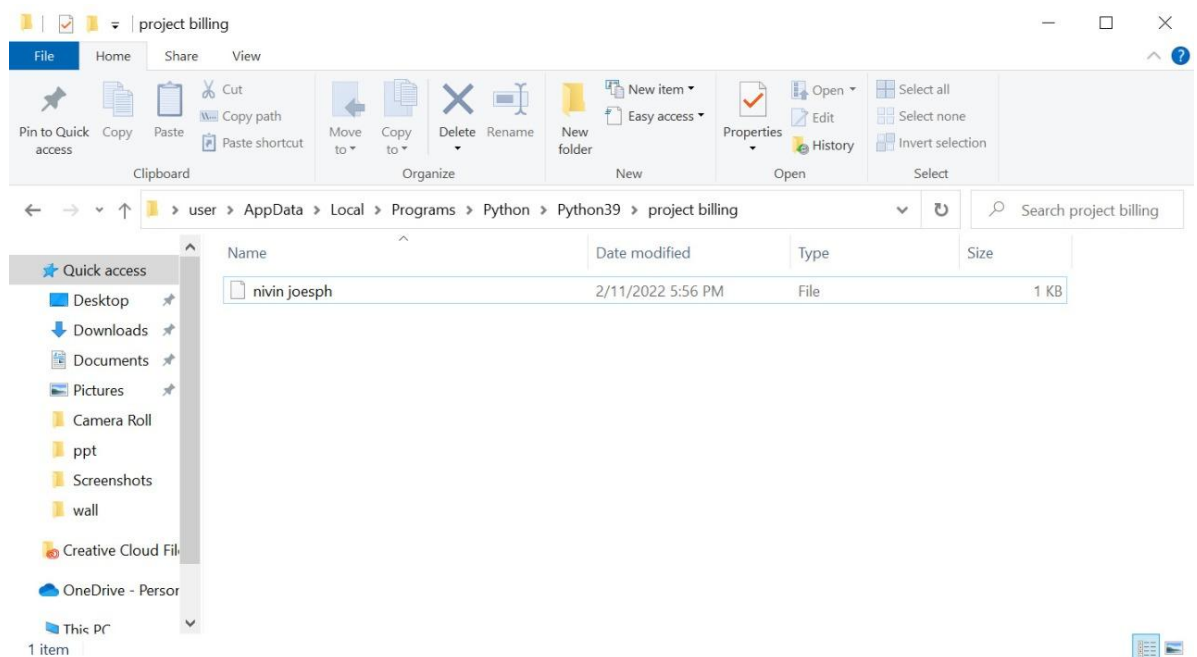 project billing
File Home Share View
Pin to Quick access
Copy
Paste
Cut
Copy path
Paste shortcut
Clipboard
Move to
Copy to
Delete
Rename
Organize
New folder
New item
Easy access
New
Properties
Open
Edit
History
Open
Select all
Select none
Invert selection
Select
user > AppData > Local > Programs > Python > Python39 > project billing
Search project billing
Name Date modified Type Size
nivin joesph 2/11/2022 5:56 PM File 1 KB
Quick access
Desktop
Downloads
Documents
Pictures
Camera Roll
ppt
Screenshots
wall
Creative Cloud Fil
OneDrive - Person
This PC
1 item